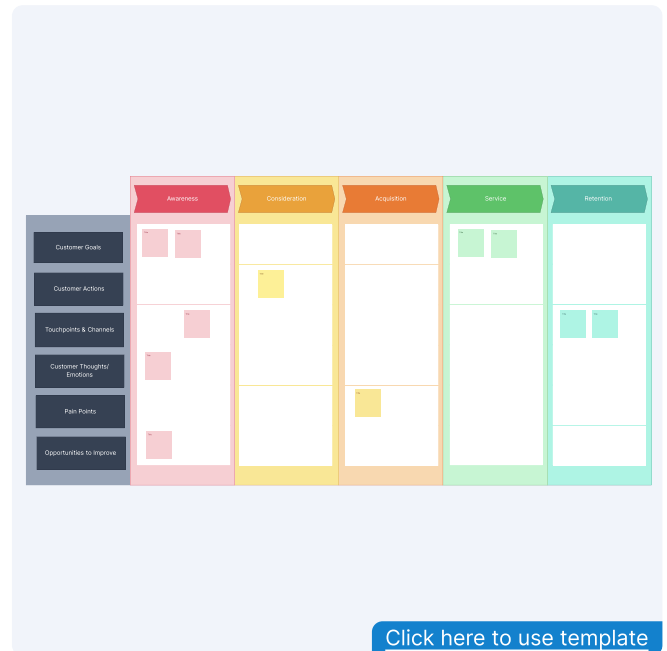 Awareness
Consideration
Acquisition
Service
Retention
Customer Goals
Customer Actions
Touchpoints & Channels
Customer Thoughts/
Emotions
Pain Points
Opportunities to Improve
Click here to use template